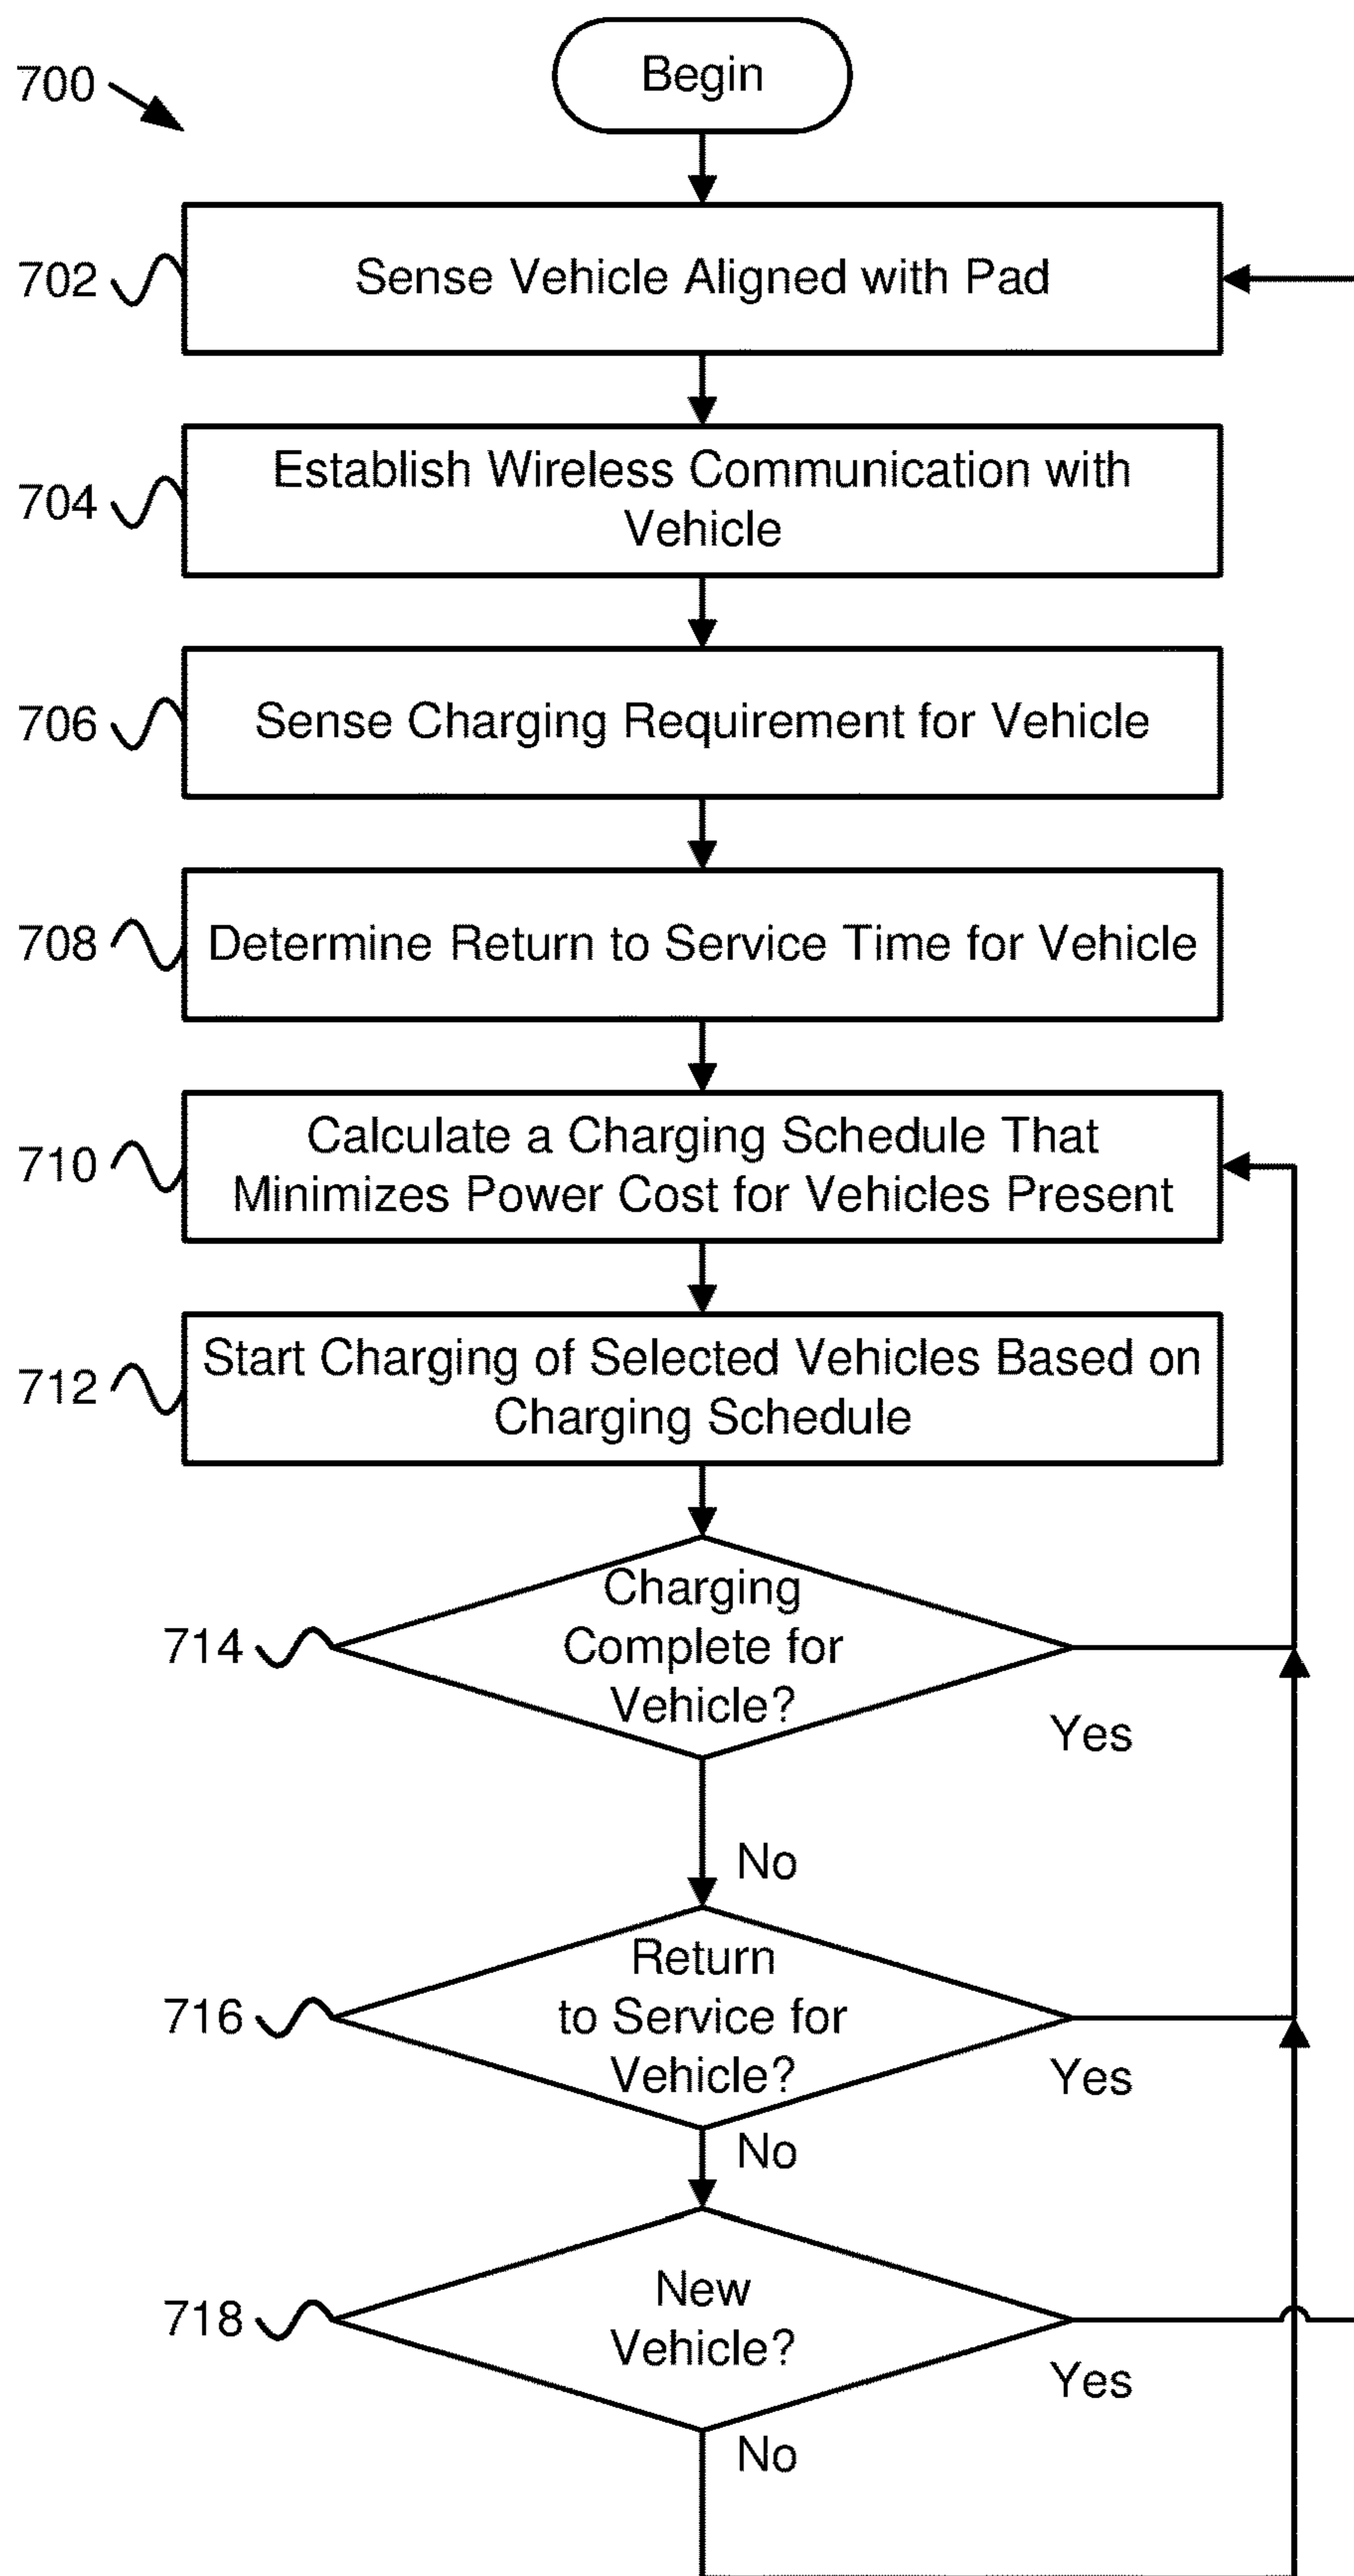 700
Begin
702
Sense Vehicle Aligned with Pad
704
Establish Wireless Communication with
Vehicle
706
Sense Charging Requirement for Vehicle
708
Determine Return to Service Time for Vehicle
710
Calculate a Charging Schedule That
Minimizes Power Cost for Vehicles Present
712
Start Charging of Selected Vehicles Based on
Charging Schedule
714
Charging
Complete for
Vehicle?
Yes
No
716
Return
to Service for
Vehicle?
Yes
No
718
New
Vehicle?
Yes
No